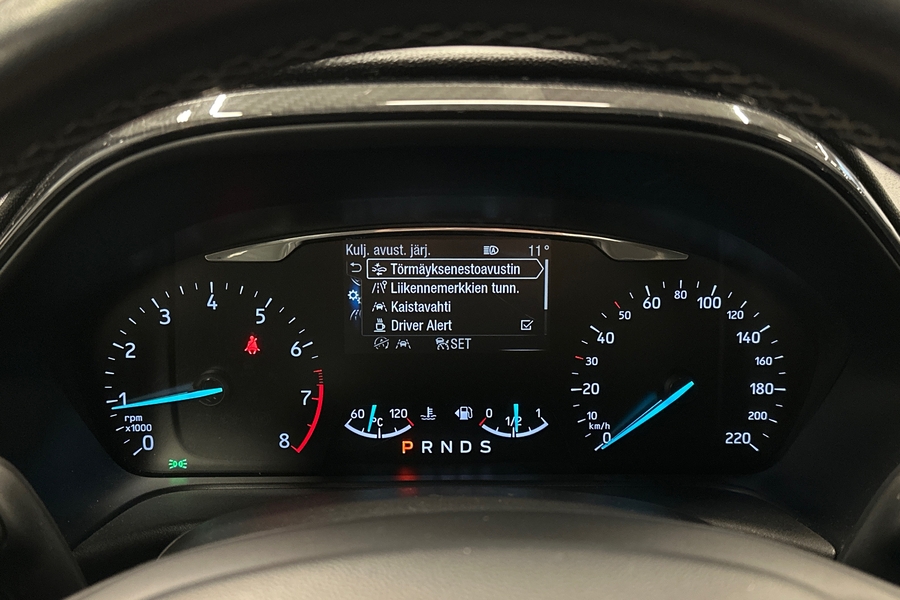 Kulj. avust. järj. 11°
Törmäyksenestoavustin
Liikennemerkkien tunn.
Kaistavahti
Driver Alert
SET
0 1 2 3 4 5 6 7 8
rpm
x1000
60 °C 120
0 1/2 1
P R N D S
0 10 20 30 40 50 60 80 100 120 140 160 180 200 220
km/h